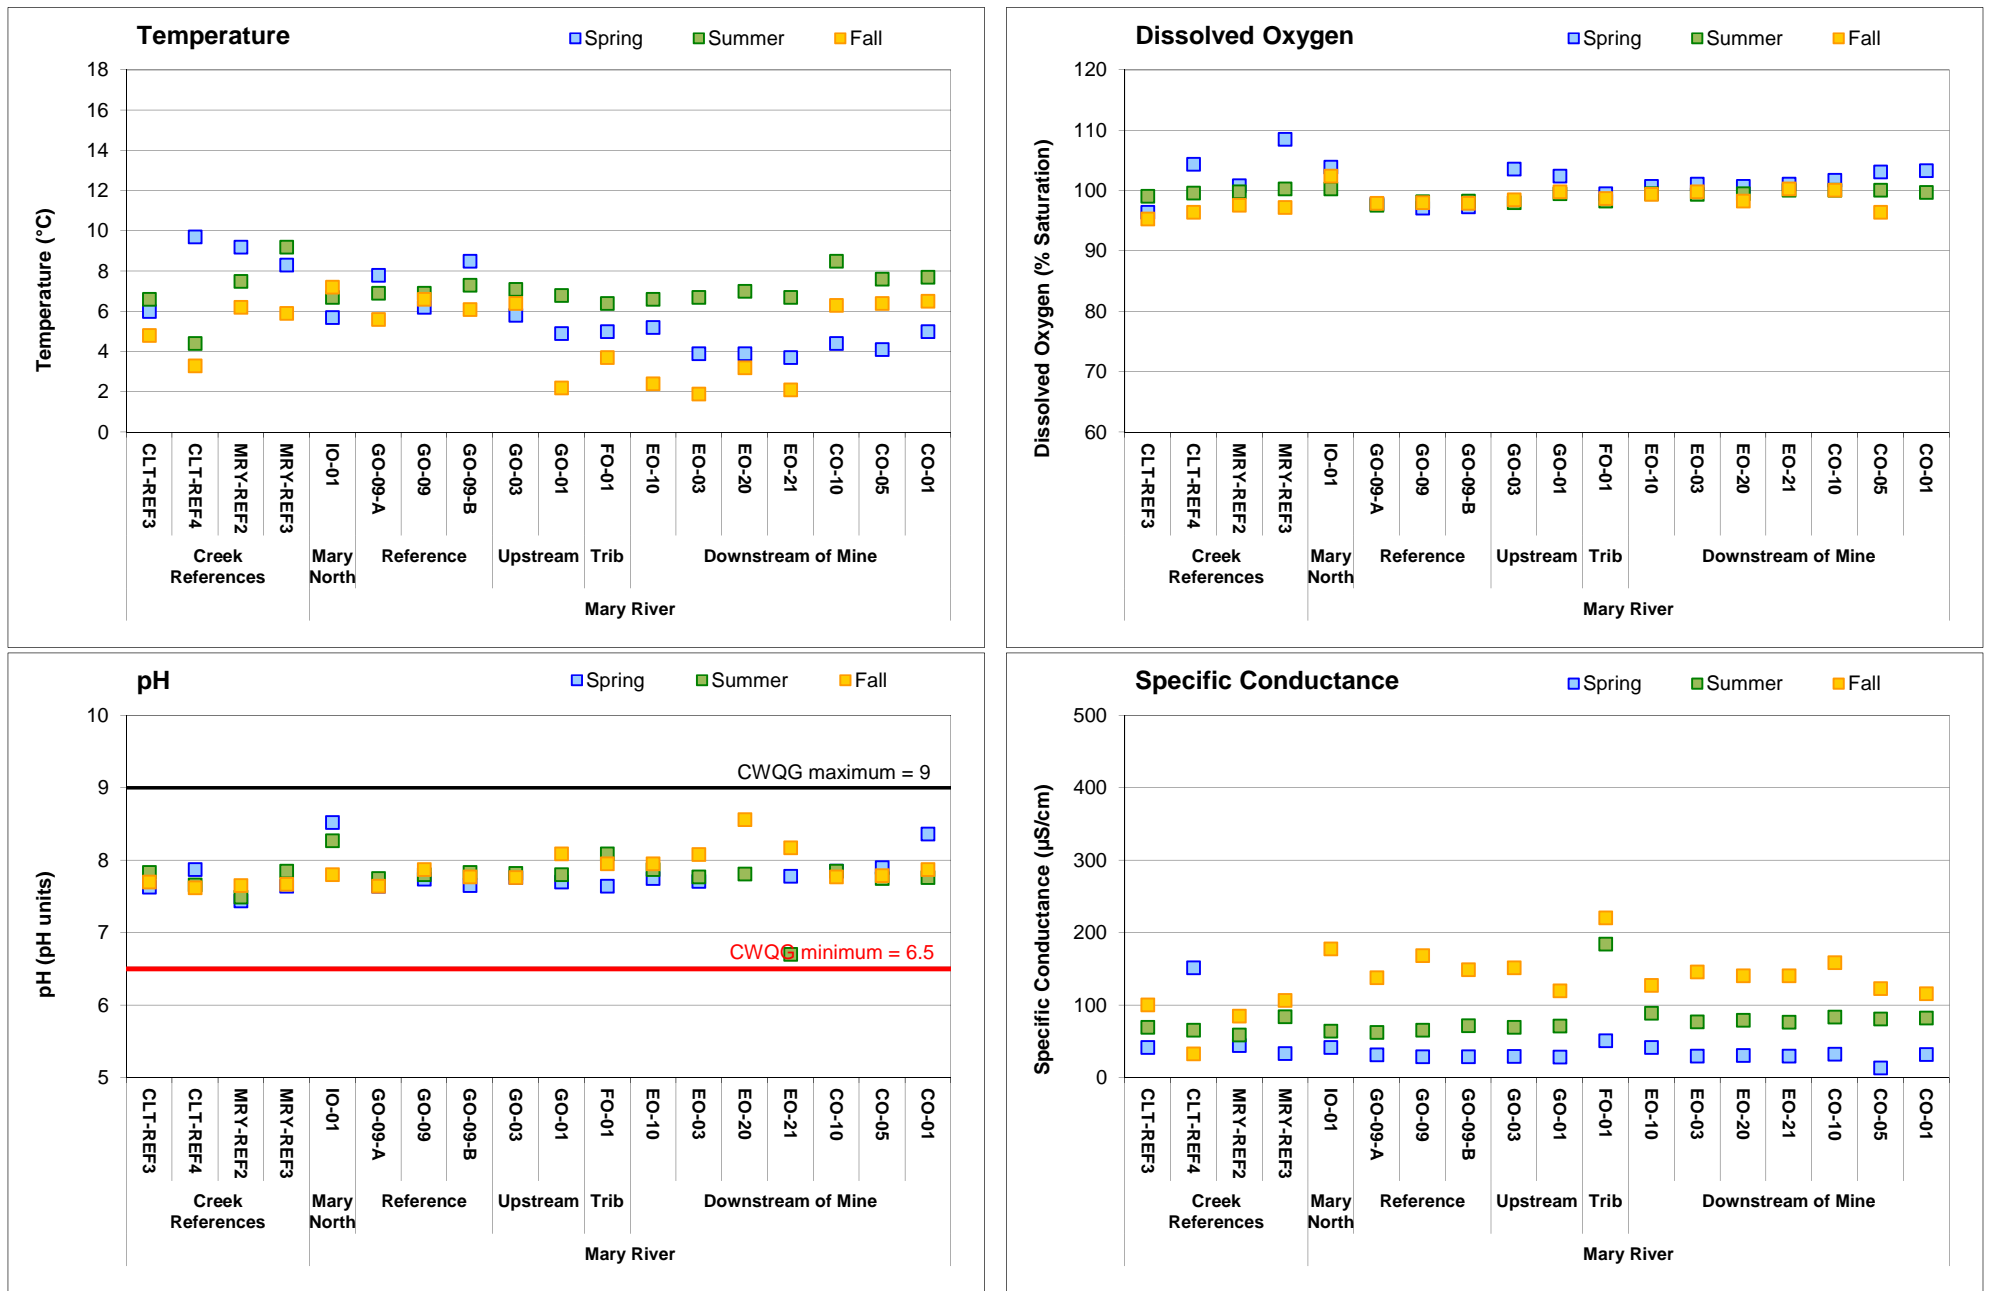 Temperature
Spring Summer Fall
18
16
14
12
10
8
6
4
2
0
Temperature (°C)
CLT-REF3 CLT-REF4 MRY-REF2 MRY-REF3 IO-01 GO-09-A GO-09 GO-09-B GO-03 GO-01 FO-01 EO-10 EO-03 EO-20 EO-21 CO-10 CO-05 CO-01
Creek Mary Reference Upstream Trib Downstream of Mine
References North
Mary River
Dissolved Oxygen
Spring Summer Fall
120
110
100
90
80
70
60
Dissolved Oxygen (% Saturation)
CLT-REF3 CLT-REF4 MRY-REF2 MRY-REF3 IO-01 GO-09-A GO-09 GO-09-B GO-03 GO-01 FO-01 EO-10 EO-03 EO-20 EO-21 CO-10 CO-05 CO-01
Creek Mary Reference Upstream Trib Downstream of Mine
References North
Mary River
pH
Spring Summer Fall
10
9
8
7
6
5
pH (pH units)
CWQG maximum = 9
CWQG minimum = 6.5
CLT-REF3 CLT-REF4 MRY-REF2 MRY-REF3 IO-01 GO-09-A GO-09 GO-09-B GO-03 GO-01 FO-01 EO-10 EO-03 EO-20 EO-21 CO-10 CO-05 CO-01
Creek Mary Reference Upstream Trib Downstream of Mine
References North
Mary River
Specific Conductance
Spring Summer Fall
500
400
300
200
100
0
Specific Conductance (µS/cm)
CLT-REF3 CLT-REF4 MRY-REF2 MRY-REF3 IO-01 GO-09-A GO-09 GO-09-B GO-03 GO-01 FO-01 EO-10 EO-03 EO-20 EO-21 CO-10 CO-05 CO-01
Creek Mary Reference Upstream Trib Downstream of Mine
References North
Mary River